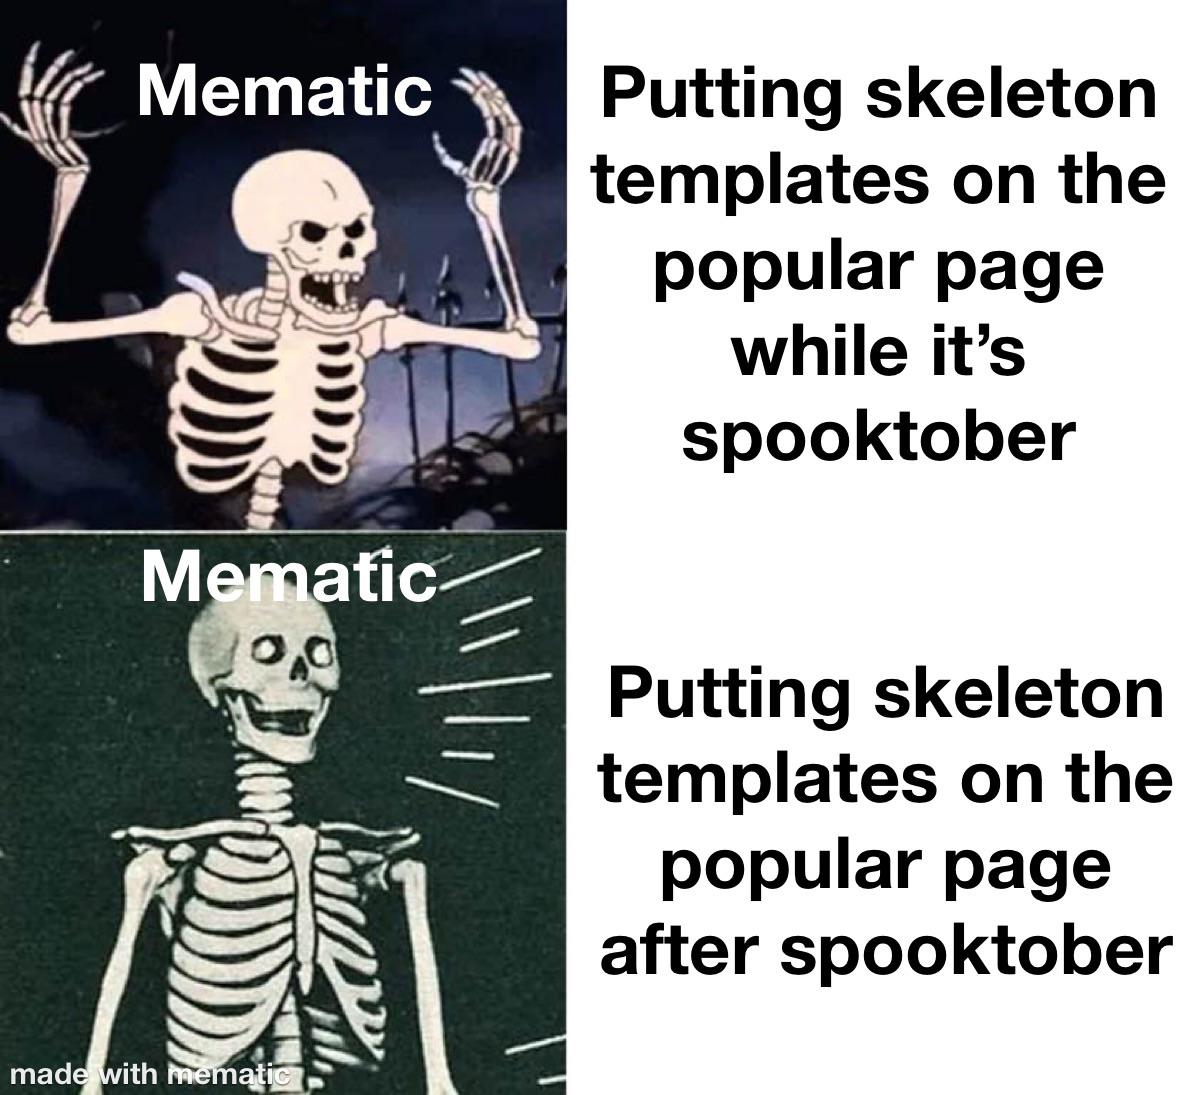 Mematic
Putting skeleton
templates on the
popular page
while it’s
spooktober
Mematic
Putting skeleton
templates on the
popular page
after spooktober
made with mematic